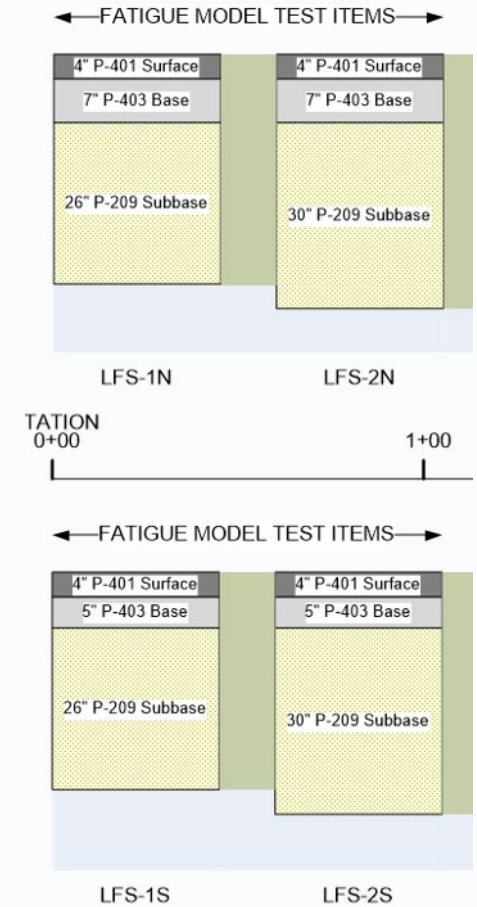 FATIGUE MODEL TEST ITEMS
4" P-401 Surface
4" P-401 Surface
7" P-403 Base
7" P-403 Base
26" P-209 Subbase
30" P-209 Subbase
LFS-1N
LFS-2N
TATION
0+00
1+00
FATIGUE MODEL TEST ITEMS
4" P-401 Surface
4" P-401 Surface
5" P-403 Base
5" P-403 Base
26" P-209 Subbase
30" P-209 Subbase
LFS-1S
LFS-2S